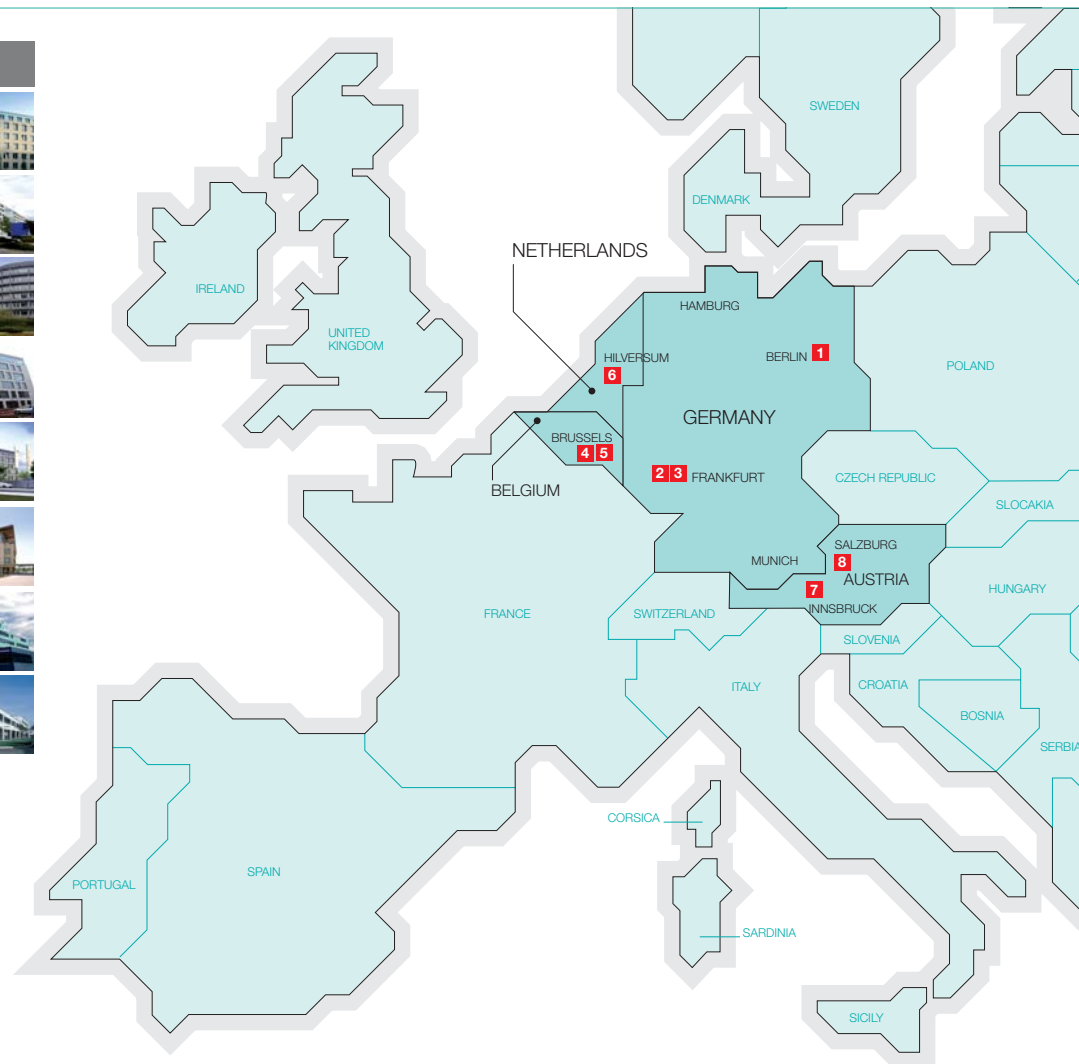 SWEDEN
DENMARK
NETHERLANDS
IRELAND
HAMBURG
UNITED
KINGDOM
HILVERSUM
6
BERLIN 1
POLAND
GERMANY
BRUSSELS
4 5
2 3 FRANKFURT
CZECH REPUBLIC
BELGIUM
SLOCAKIA
SALZBURG
8
MUNICH
AUSTRIA
7
INNSBRUCK
HUNGARY
FRANCE
SWITZERLAND
SLOVENIA
ITALY
CROATIA
BOSNIA
SERBIA
CORSICA
SPAIN
PORTUGAL
SARDINIA
SICILY